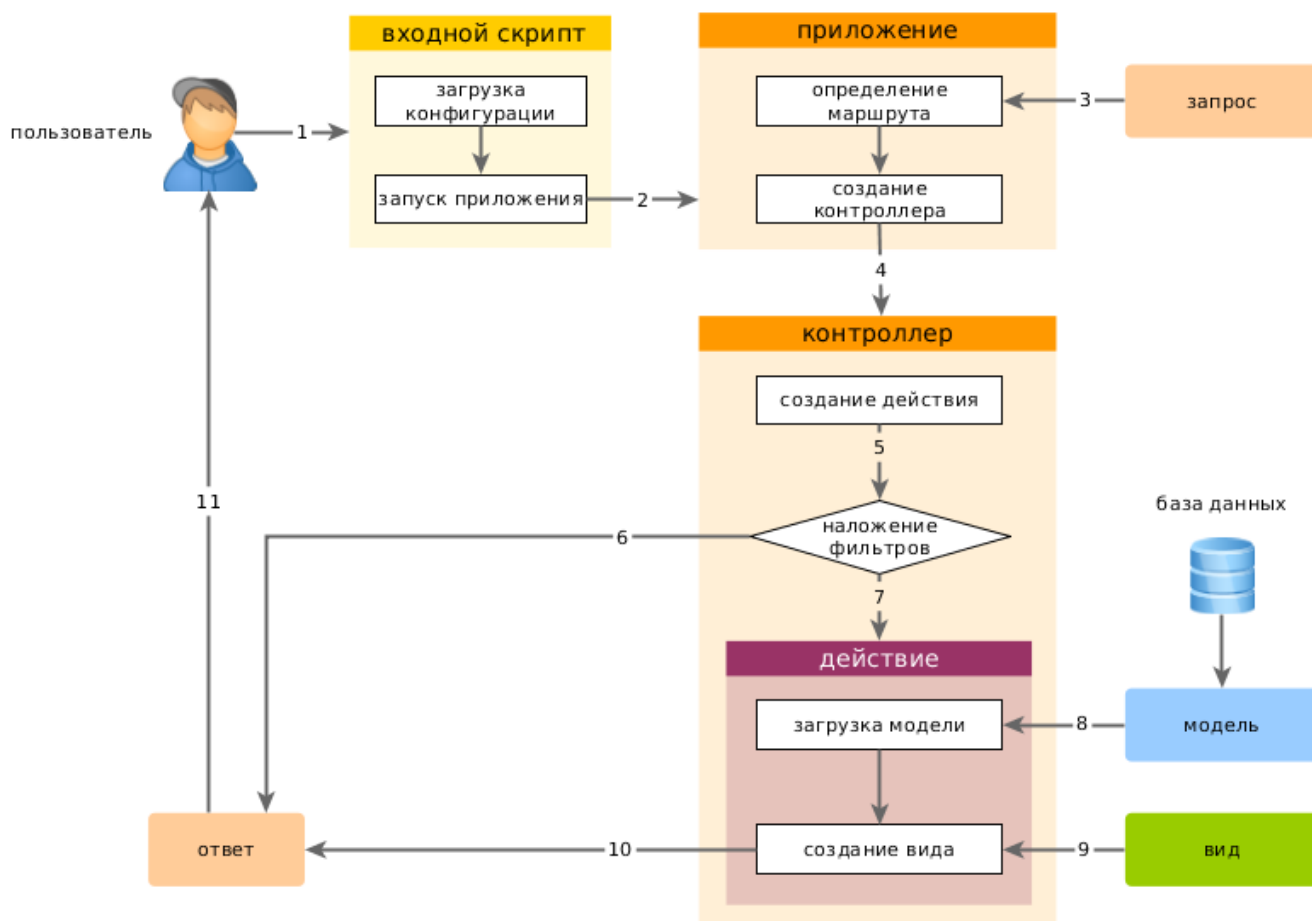 входной скрипт
приложение
загрузка
конфигурации
определение
маршрута
3
запрос
пользователь
1
запуск приложения
2
создание
контроллера
4
контроллер
создание действия
5
11
база данных
6
наложение
фильтров
7
действие
загрузка модели
8
модель
ответ
10
создание вида
9
вид